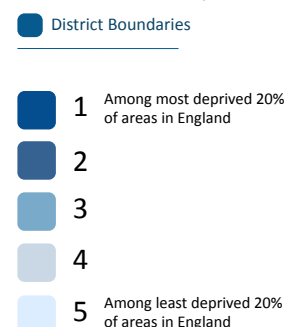 District Boundaries
1 Among most deprived 20%
of areas in England
2
3
4
5 Among least deprived 20%
of areas in England